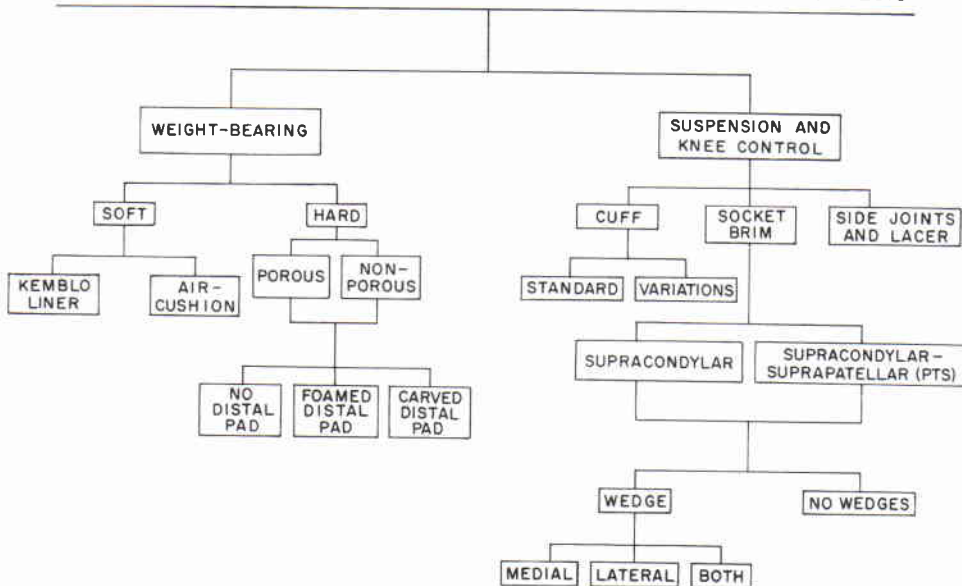 WEIGHT-BEARING
SUSPENSION AND
KNEE CONTROL
SOFT
HARD
CUFF
SOCKET
BRIM
SIDE JOINTS
AND LACER
KEMBLO
LINER
AIR-
CUSHION
POROUS
NON-
POROUS
STANDARD
VARIATIONS
SUPRACONDYLAR
SUPRACONDYLAR-
SUPRAPATELLAR (PTS)
NO
DISTAL
PAD
FOAMED
DISTAL
PAD
CARVED
DISTAL
PAD
WEDGE
NO WEDGES
MEDIAL
LATERAL
BOTH